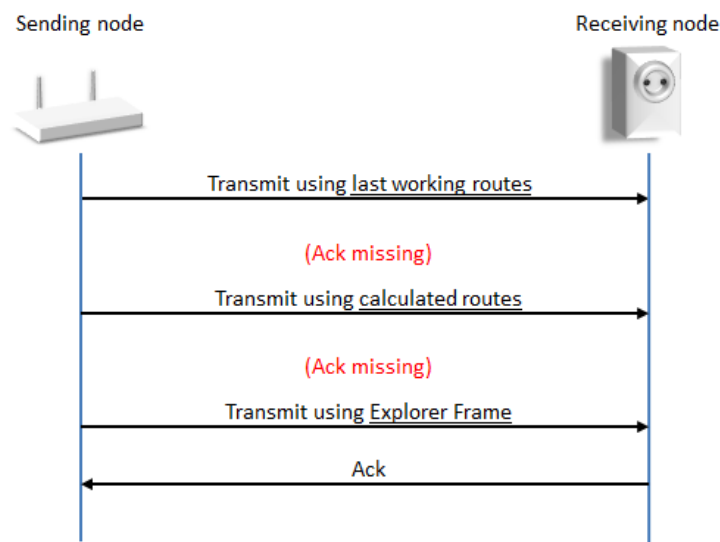 Sending node
Receiving node
Transmit using last working routes
(Ack missing)
Transmit using calculated routes
(Ack missing)
Transmit using Explorer Frame
Ack